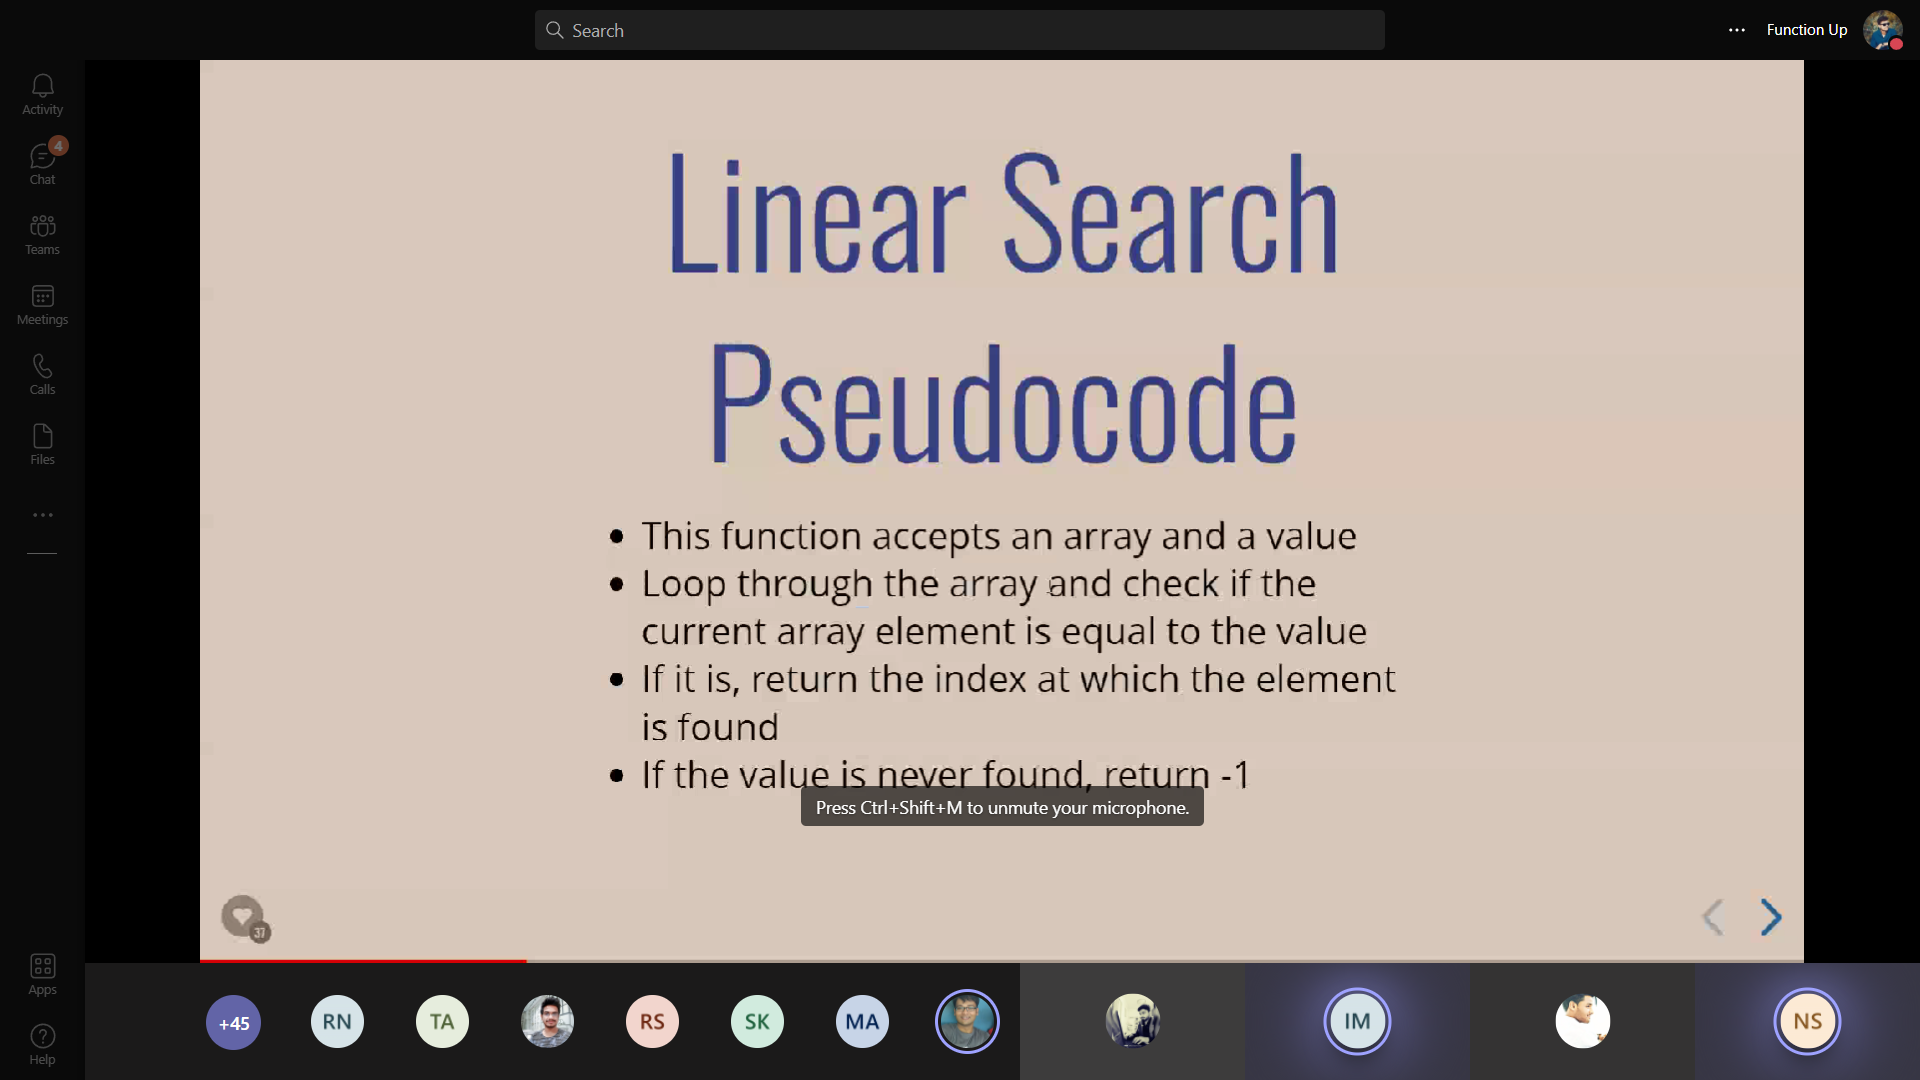 Search
Function Up
Activity
4
Chat
Teams
Meetings
Calls
Files
Apps
Help
Linear Search
Pseudocode
• This function accepts an array and a value
• Loop through the array and check if the
current array element is equal to the value
• If it is, return the index at which the element
is found
• If the value is never found, return -1
Press Ctrl+Shift+M to unmute your microphone.
37
+45
RN
TA
RS
SK
MA
IM
NS